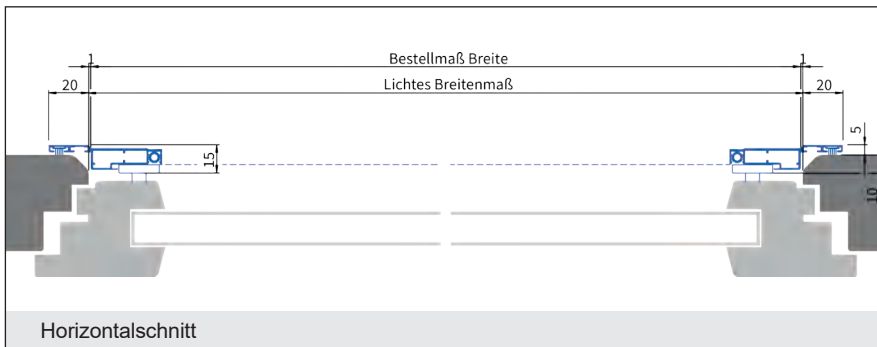 1 Bestellmaß Breite 1
20 Lichtes Breitenmaß 20
15
5
10
Horizontalschnitt